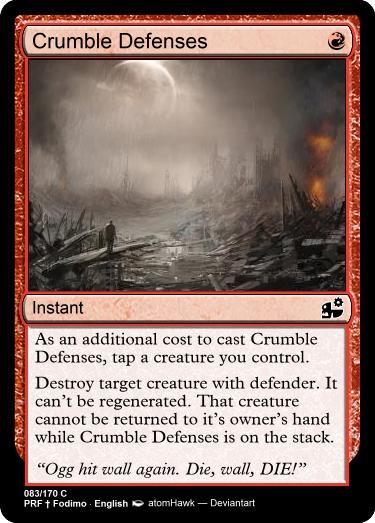 Crumble Defenses
Instant
As an additional cost to cast Crumble
Defenses, tap a creature you control.
Destroy target creature with defender. It
can't be regenerated. That creature
cannot be returned to it's owner's hand
while Crumble Defenses is on the stack.
“Ogg hit wall again. Die, wall, DIE!”
083/170 C
PRF † Fodimo · English atomHawk — Deviantart